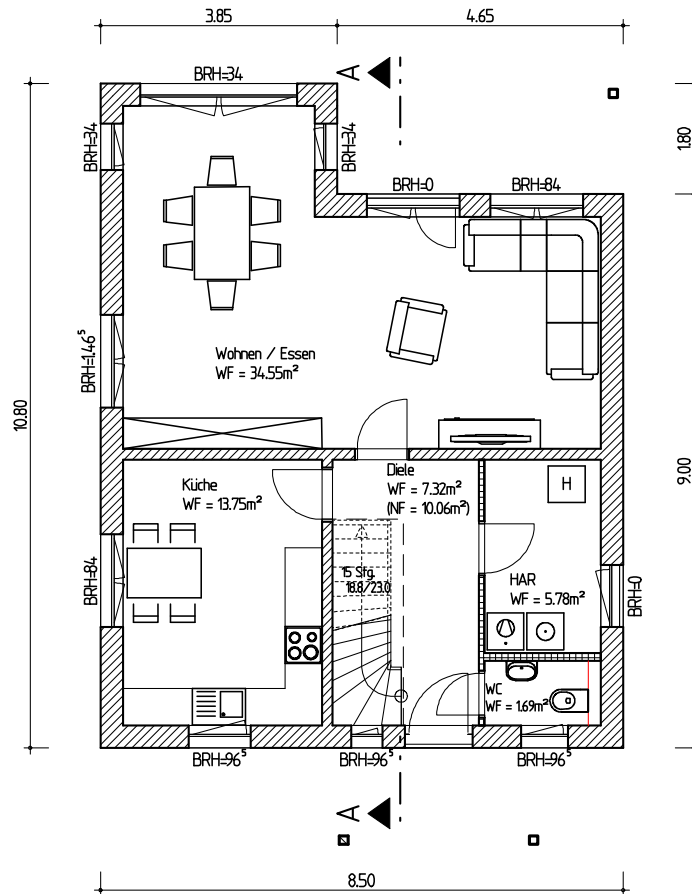 3.85
4.65
BRH=34
A
BRH=34
BRH=34
1.80
BRH=0
BRH=84
Wohnen / Essen
WF = 34.55m²
BRH=1.46⁵
10.80
9.00
Küche
WF = 13.75m²
Diele
WF = 7.32m²
(NF = 10.06m²)
H
15 Stg.
18.8/23.0
HAR
WF = 5.78m²
BRH=84
BRH=0
WC
WF = 1.69m²
BRH=96⁵
BRH=96⁵
BRH=96⁵
A
8.50